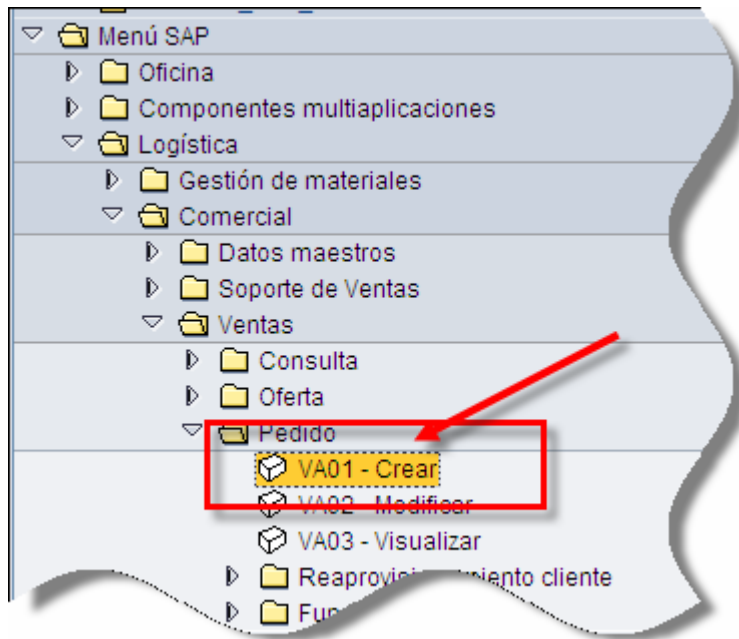 Menú SAP
Oficina
Componentes multiaplicaciones
Logística
Gestión de materiales
Comercial
Datos maestros
Soporte de Ventas
Ventas
Consulta
Oferta
Pedido
VA01 - Crear
VA02 - Modificar
VA03 - Visualizar
cliente